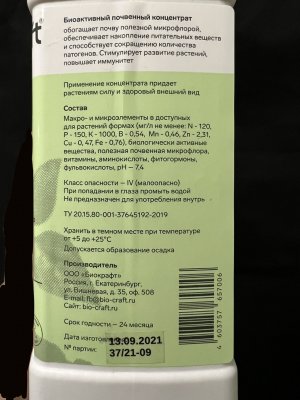 Биоактивный почвенный концентрат
обогащает почву полезной микрофлорой,
обеспечивает накопление питательных веществ
и способствует сокращению количества
патогенов. Стимулирует развитие растений,
повышает иммунитет
Применение концентрата придает
растениям силу и здоровый внешний вид
Состав
Макро- и микроэлементы в доступных
для растений формах (мг/л не менее: N - 120,
P - 150, K - 1000, B - 0,54, Mn - 0,46, Zn - 2,31,
Cu - 0,47, Fe - 0,76), биологически активные
вещества, полезная почвенная микрофлора,
витамины, аминокислоты, фитогормоны,
фульвокислоты, pH – 7,4
Класс опасности – IV (малоопасно)
При попадании в глаза промыть водой
Не предназначен для употребления внутрь
ТУ 20.15.80-001-37645192-2019
Хранить в темном месте при температуре
от +5 до +25°C
Допускается образование осадка
Производитель
ООО «Биокрафт»
Россия, г. Екатеринбург,
ул. Вишневая, д. 35, оф. 508
E-mail: fb@bio-craft.ru
Сайт: bio-craft.ru
Срок годности – 24 месяца
Дата изготовления: 13.09.2021
№ партии: 37/21-09
4 603757 657006